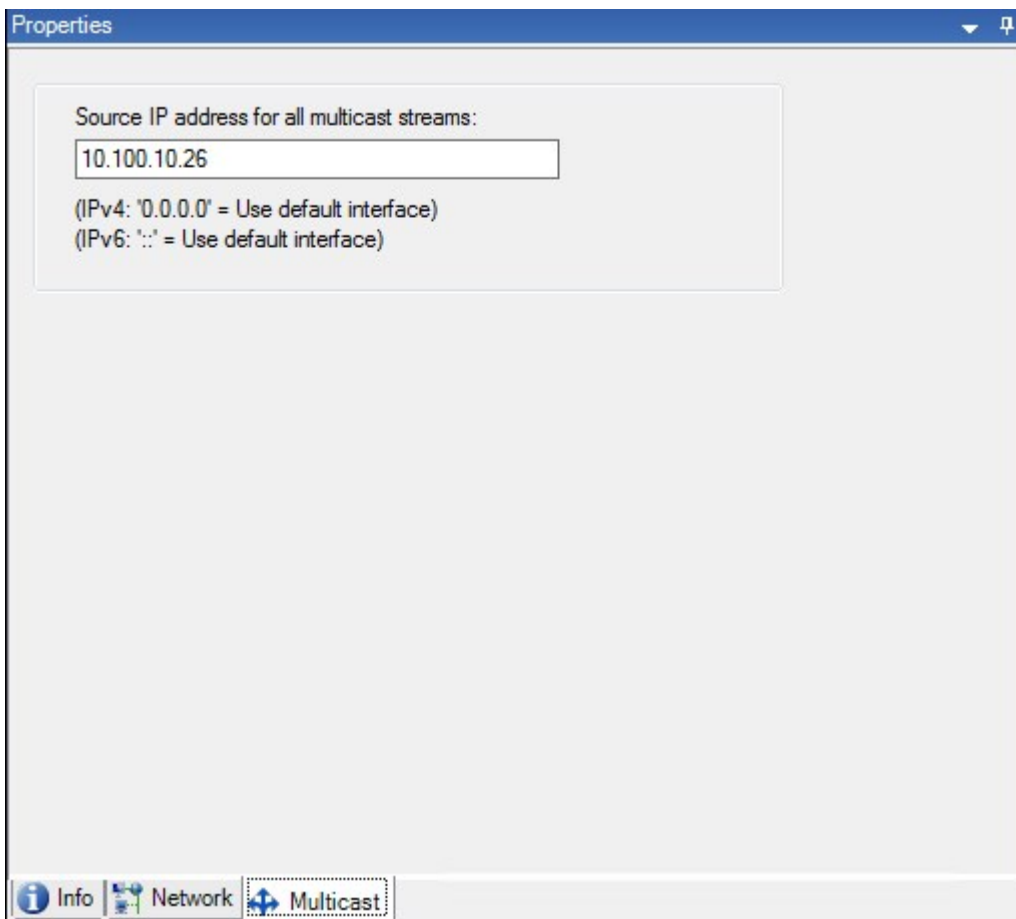 Properties
Source IP address for all multicast streams:
10.100.10.26
(IPv4: '0.0.0.0' = Use default interface)
(IPv6: '::' = Use default interface)
Info Network Multicast